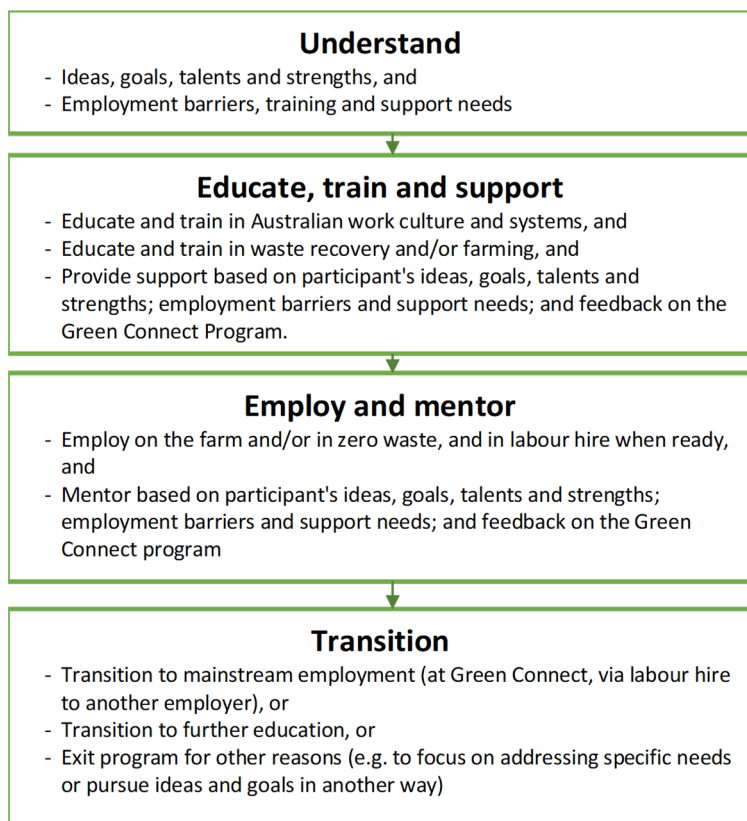 Understand
- Ideas, goals, talents and strengths, and
- Employment barriers, training and support needs
Educate, train and support
- Educate and train in Australian work culture and systems, and
- Educate and train in waste recovery and/or farming, and
- Provide support based on participant's ideas, goals, talents and
strengths; employment barriers and support needs; and feedback on the
Green Connect Program.
Employ and mentor
- Employ on the farm and/or in zero waste, and in labour hire when ready,
and
- Mentor based on participant's ideas, goals, talents and strengths;
employment barriers and support needs; and feedback on the Green
Connect program
Transition
- Transition to mainstream employment (at Green Connect, via labour hire
to another employer), or
- Transition to further education, or
- Exit program for other reasons (e.g. to focus on addressing specific needs
or pursue ideas and goals in another way)